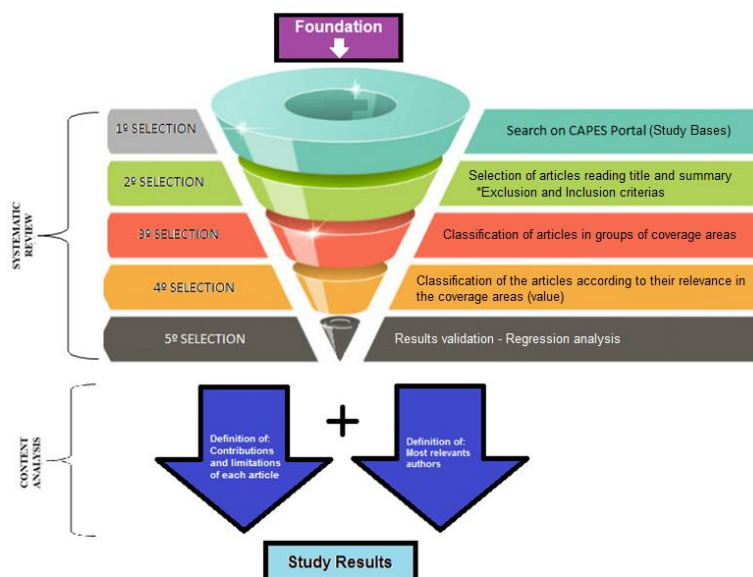 Foundation
1º SELECTION
Search on CAPES Portal (Study Bases)
2º SELECTION
Selection of articles reading title and summary
*Exclusion and Inclusion criterias
3º SELECTION
Classification of articles in groups of coverage areas
4º SELECTION
Classification of the articles according to their relevance in
the coverage areas (value)
5º SELECTION
Results validation - Regression analysis
SYSTEMATIC
REVIEW
CONTENT
ANALYSIS
Definition of:
Contributions
and limitations
of each article
+
Definition of:
Most relevants
authors
Study Results